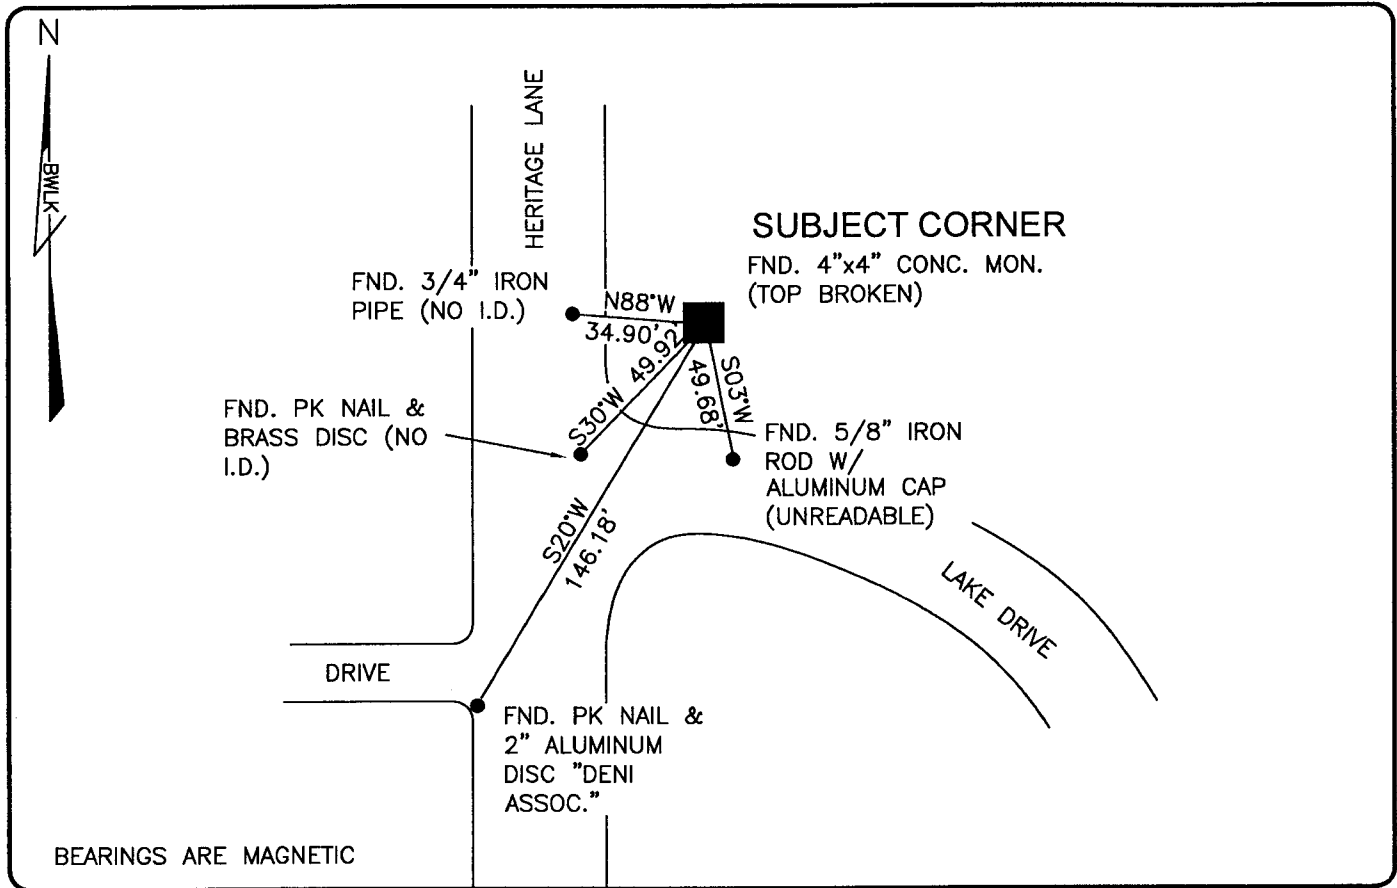 N
BWLK
HERITAGE LANE
SUBJECT CORNER
FND. 4"x4" CONC. MON.
(TOP BROKEN)
FND. 3/4" IRON
PIPE (NO I.D.)
N88°W
34.90'
49.92'
S30°W
S03°W
49.68'
FND. PK NAIL &
BRASS DISC (NO
I.D.)
FND. 5/8" IRON
ROD W/
ALUMINUM CAP
(UNREADABLE)
S20°W
146.18'
LAKE DRIVE
DRIVE
FND. PK NAIL &
2" ALUMINUM
DISC "DENI
ASSOC."
BEARINGS ARE MAGNETIC